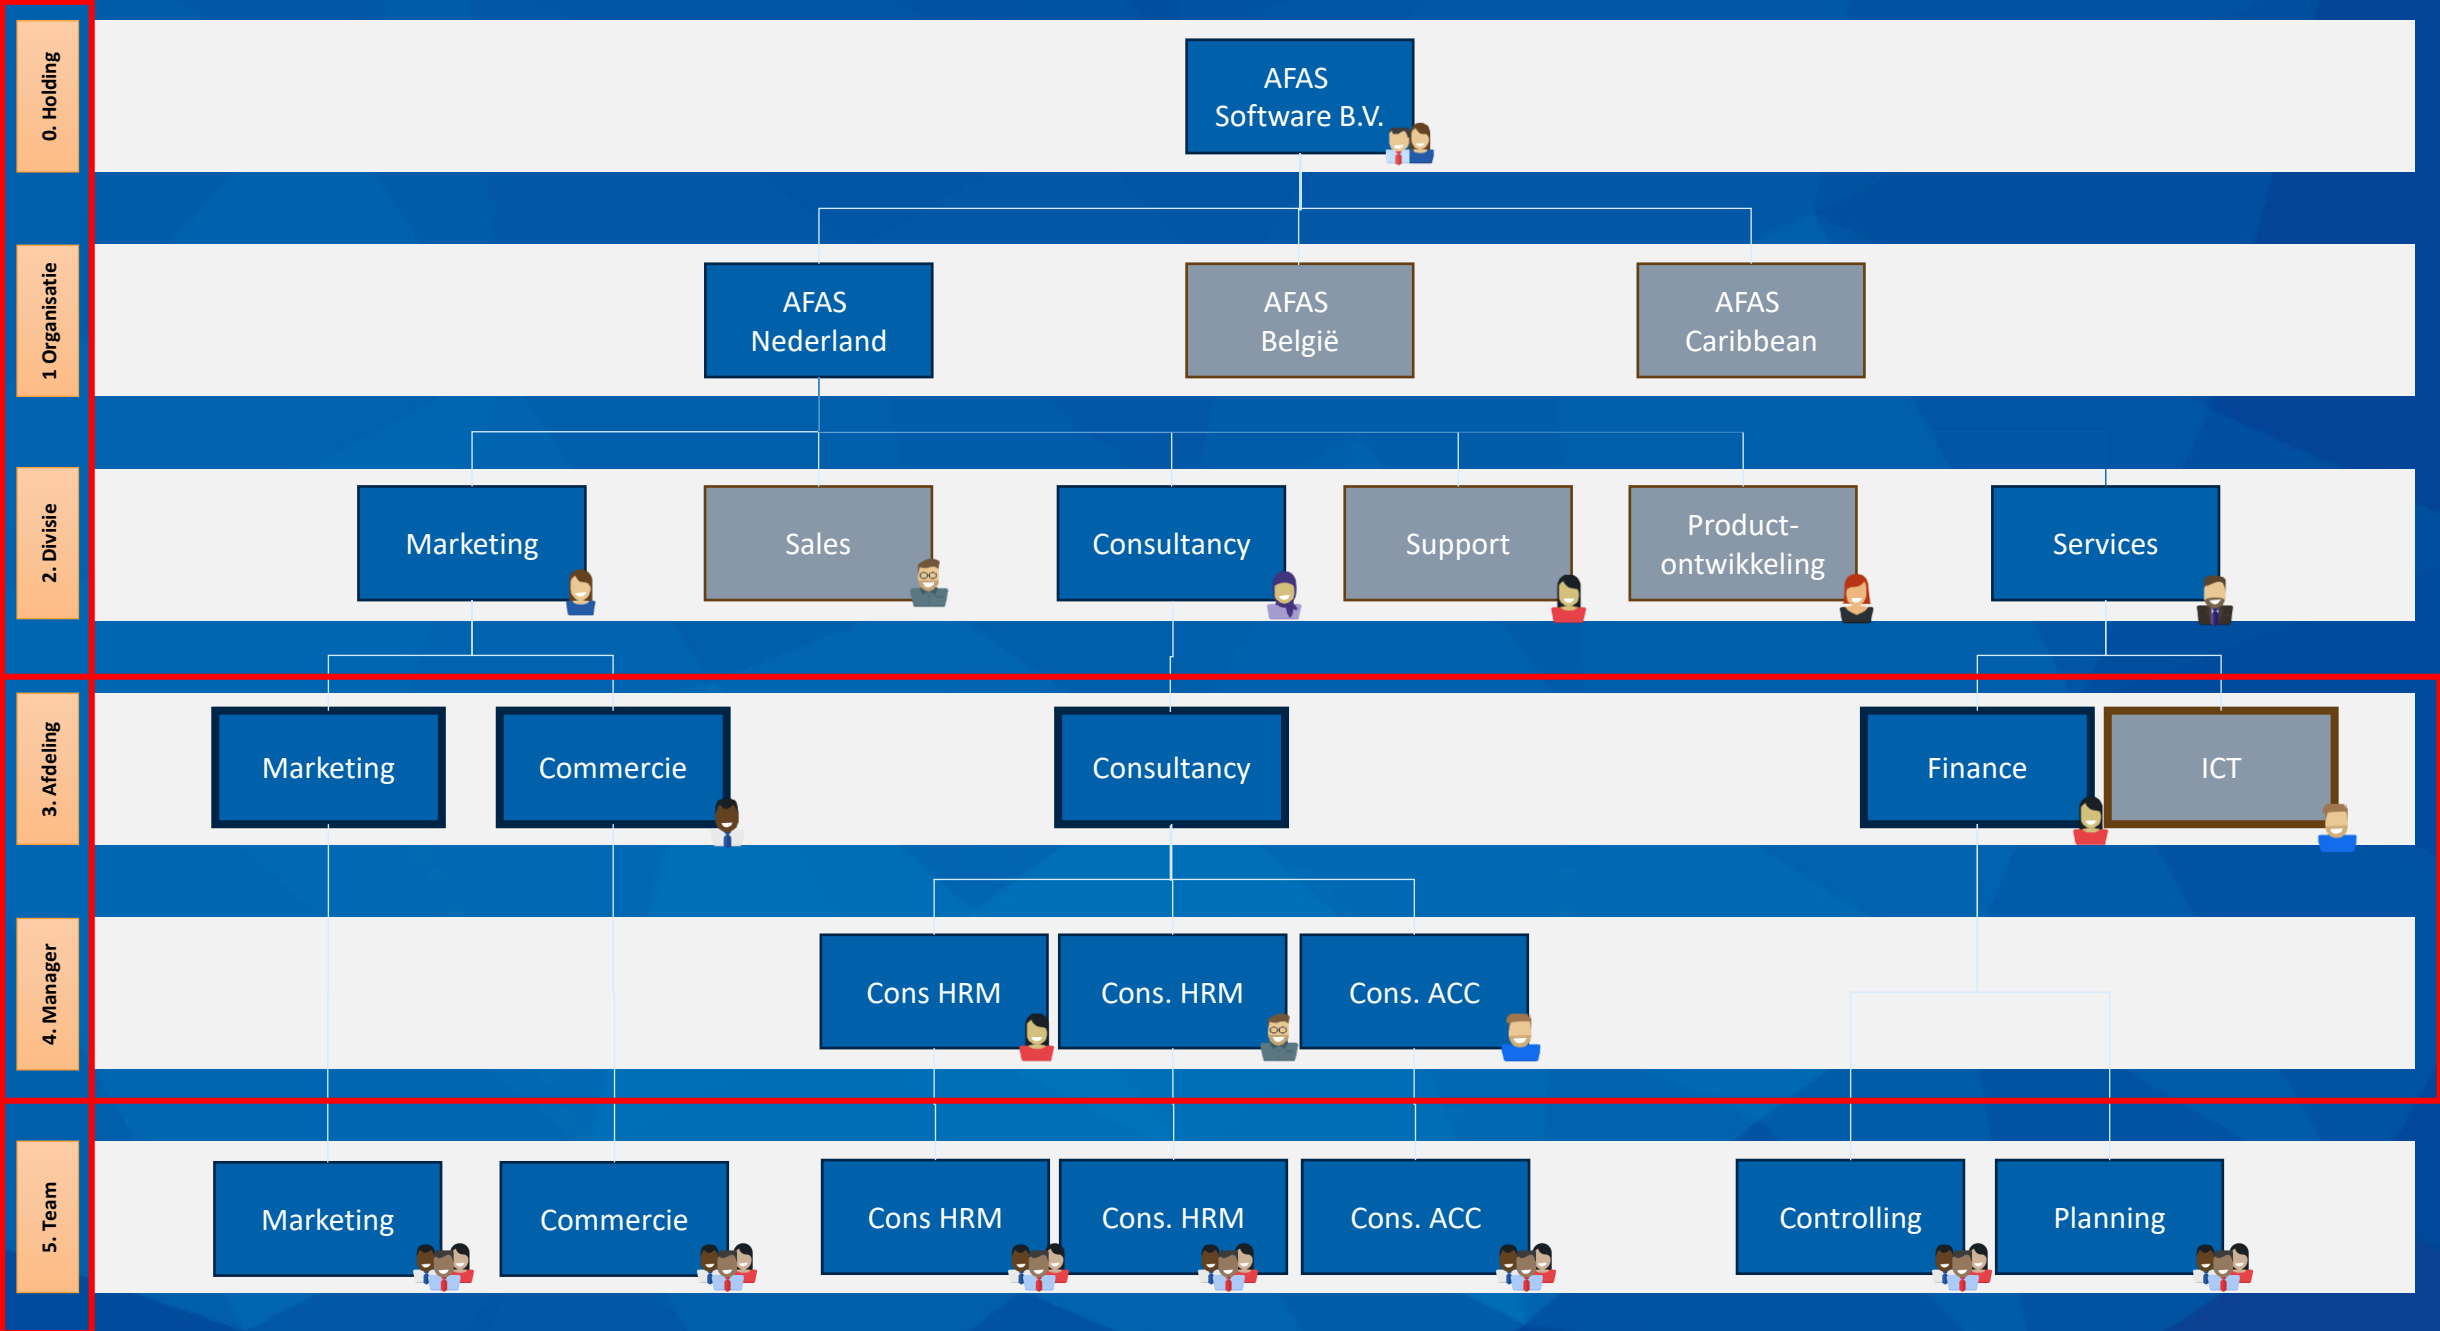 0. Holding
AFAS
Software B.V.
1 Organisatie
AFAS
Nederland
AFAS
België
AFAS
Caribbean
2. Divisie
Marketing
Sales
Consultancy
Support
Product-
ontwikkeling
Services
3. Afdeling
Marketing
Commercie
Consultancy
Finance
ICT
4. Manager
Cons HRM
Cons. HRM
Cons. ACC
5. Team
Marketing
Commercie
Cons HRM
Cons. HRM
Cons. ACC
Controlling
Planning